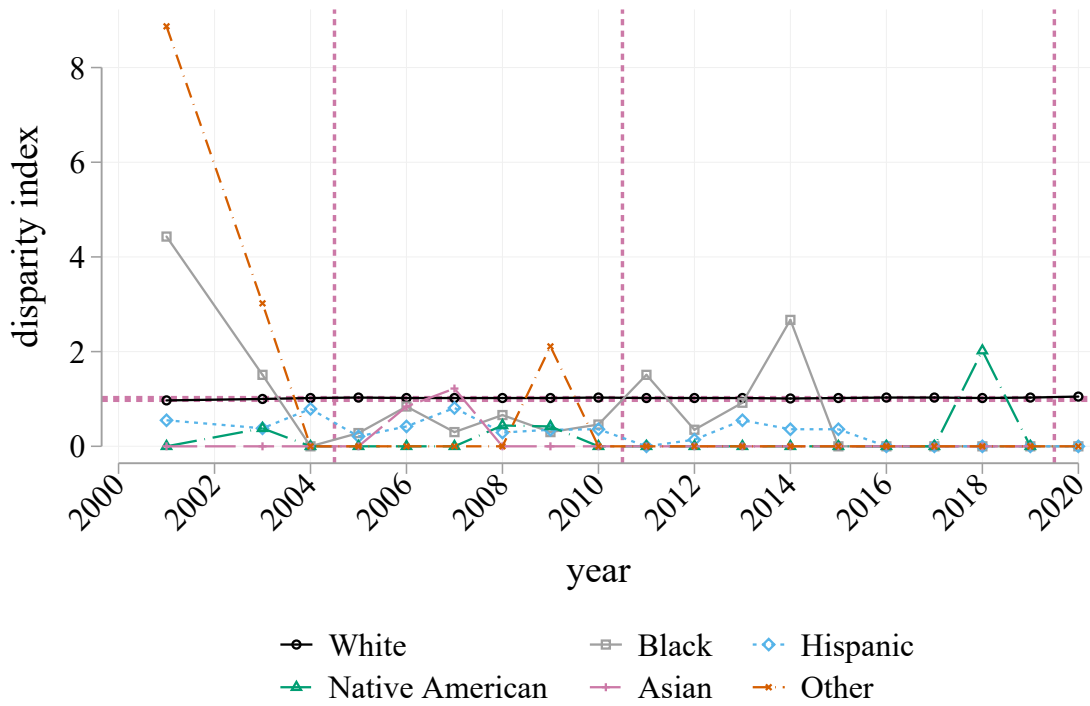 disparity index
8
6
4
2
0
2000 2002 2004 2006 2008 2010 2012 2014 2016 2018 2020
year
White Black Hispanic
Native American Asian Other